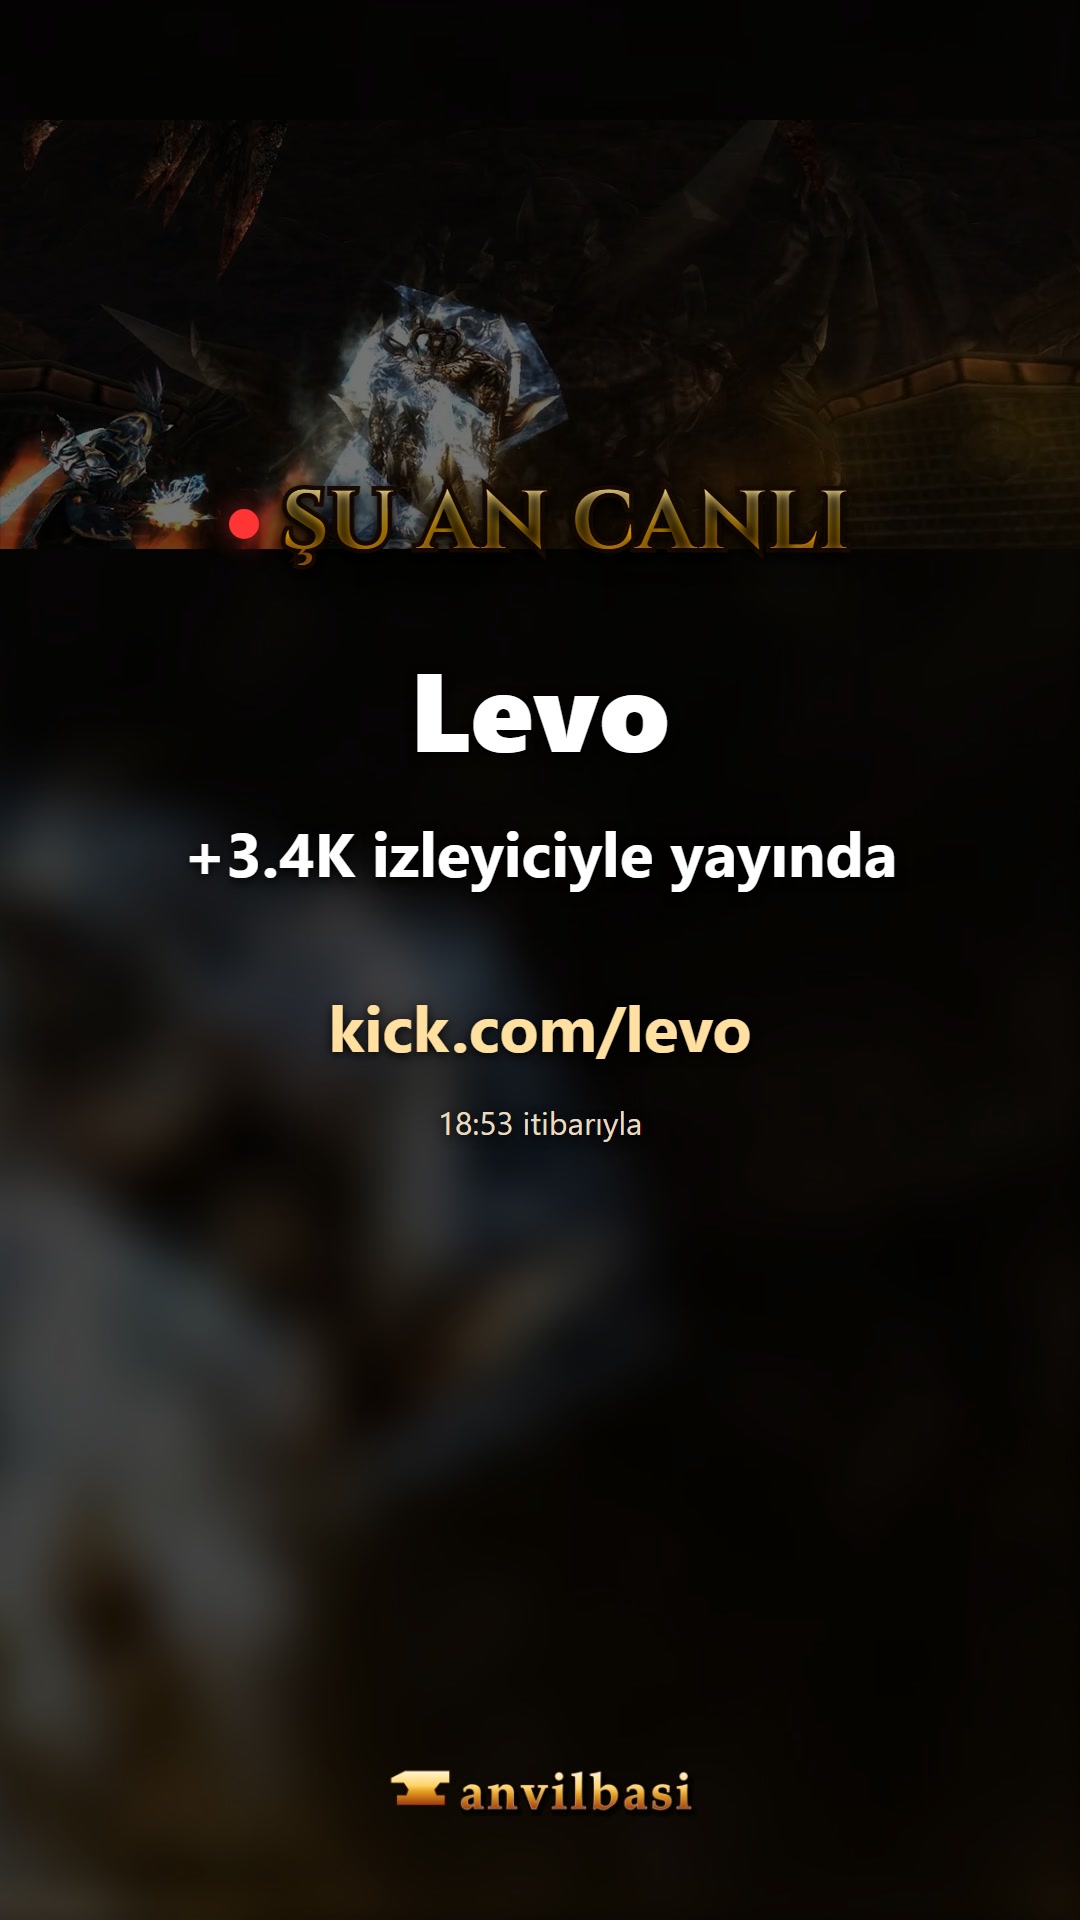 ŞU AN CANLI
Levo
+3.4K izleyiciyle yayında
kick.com/levo
18:53 itibarıyla
anvilbasi